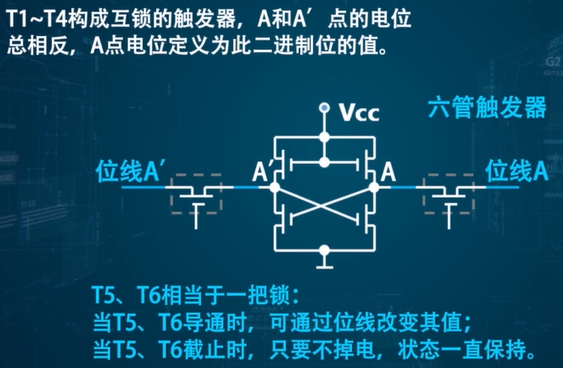 T1~T4构成互锁的触发器，A和A′点的电位
总相反，A点电位定义为此二进制位的值。
Vcc
六管触发器
位线A′
A′
A
位线A
T5、T6相当于一把锁：
当T5、T6导通时，可通过位线改变其值；
当T5、T6截止时，只要不掉电，状态一直保持。